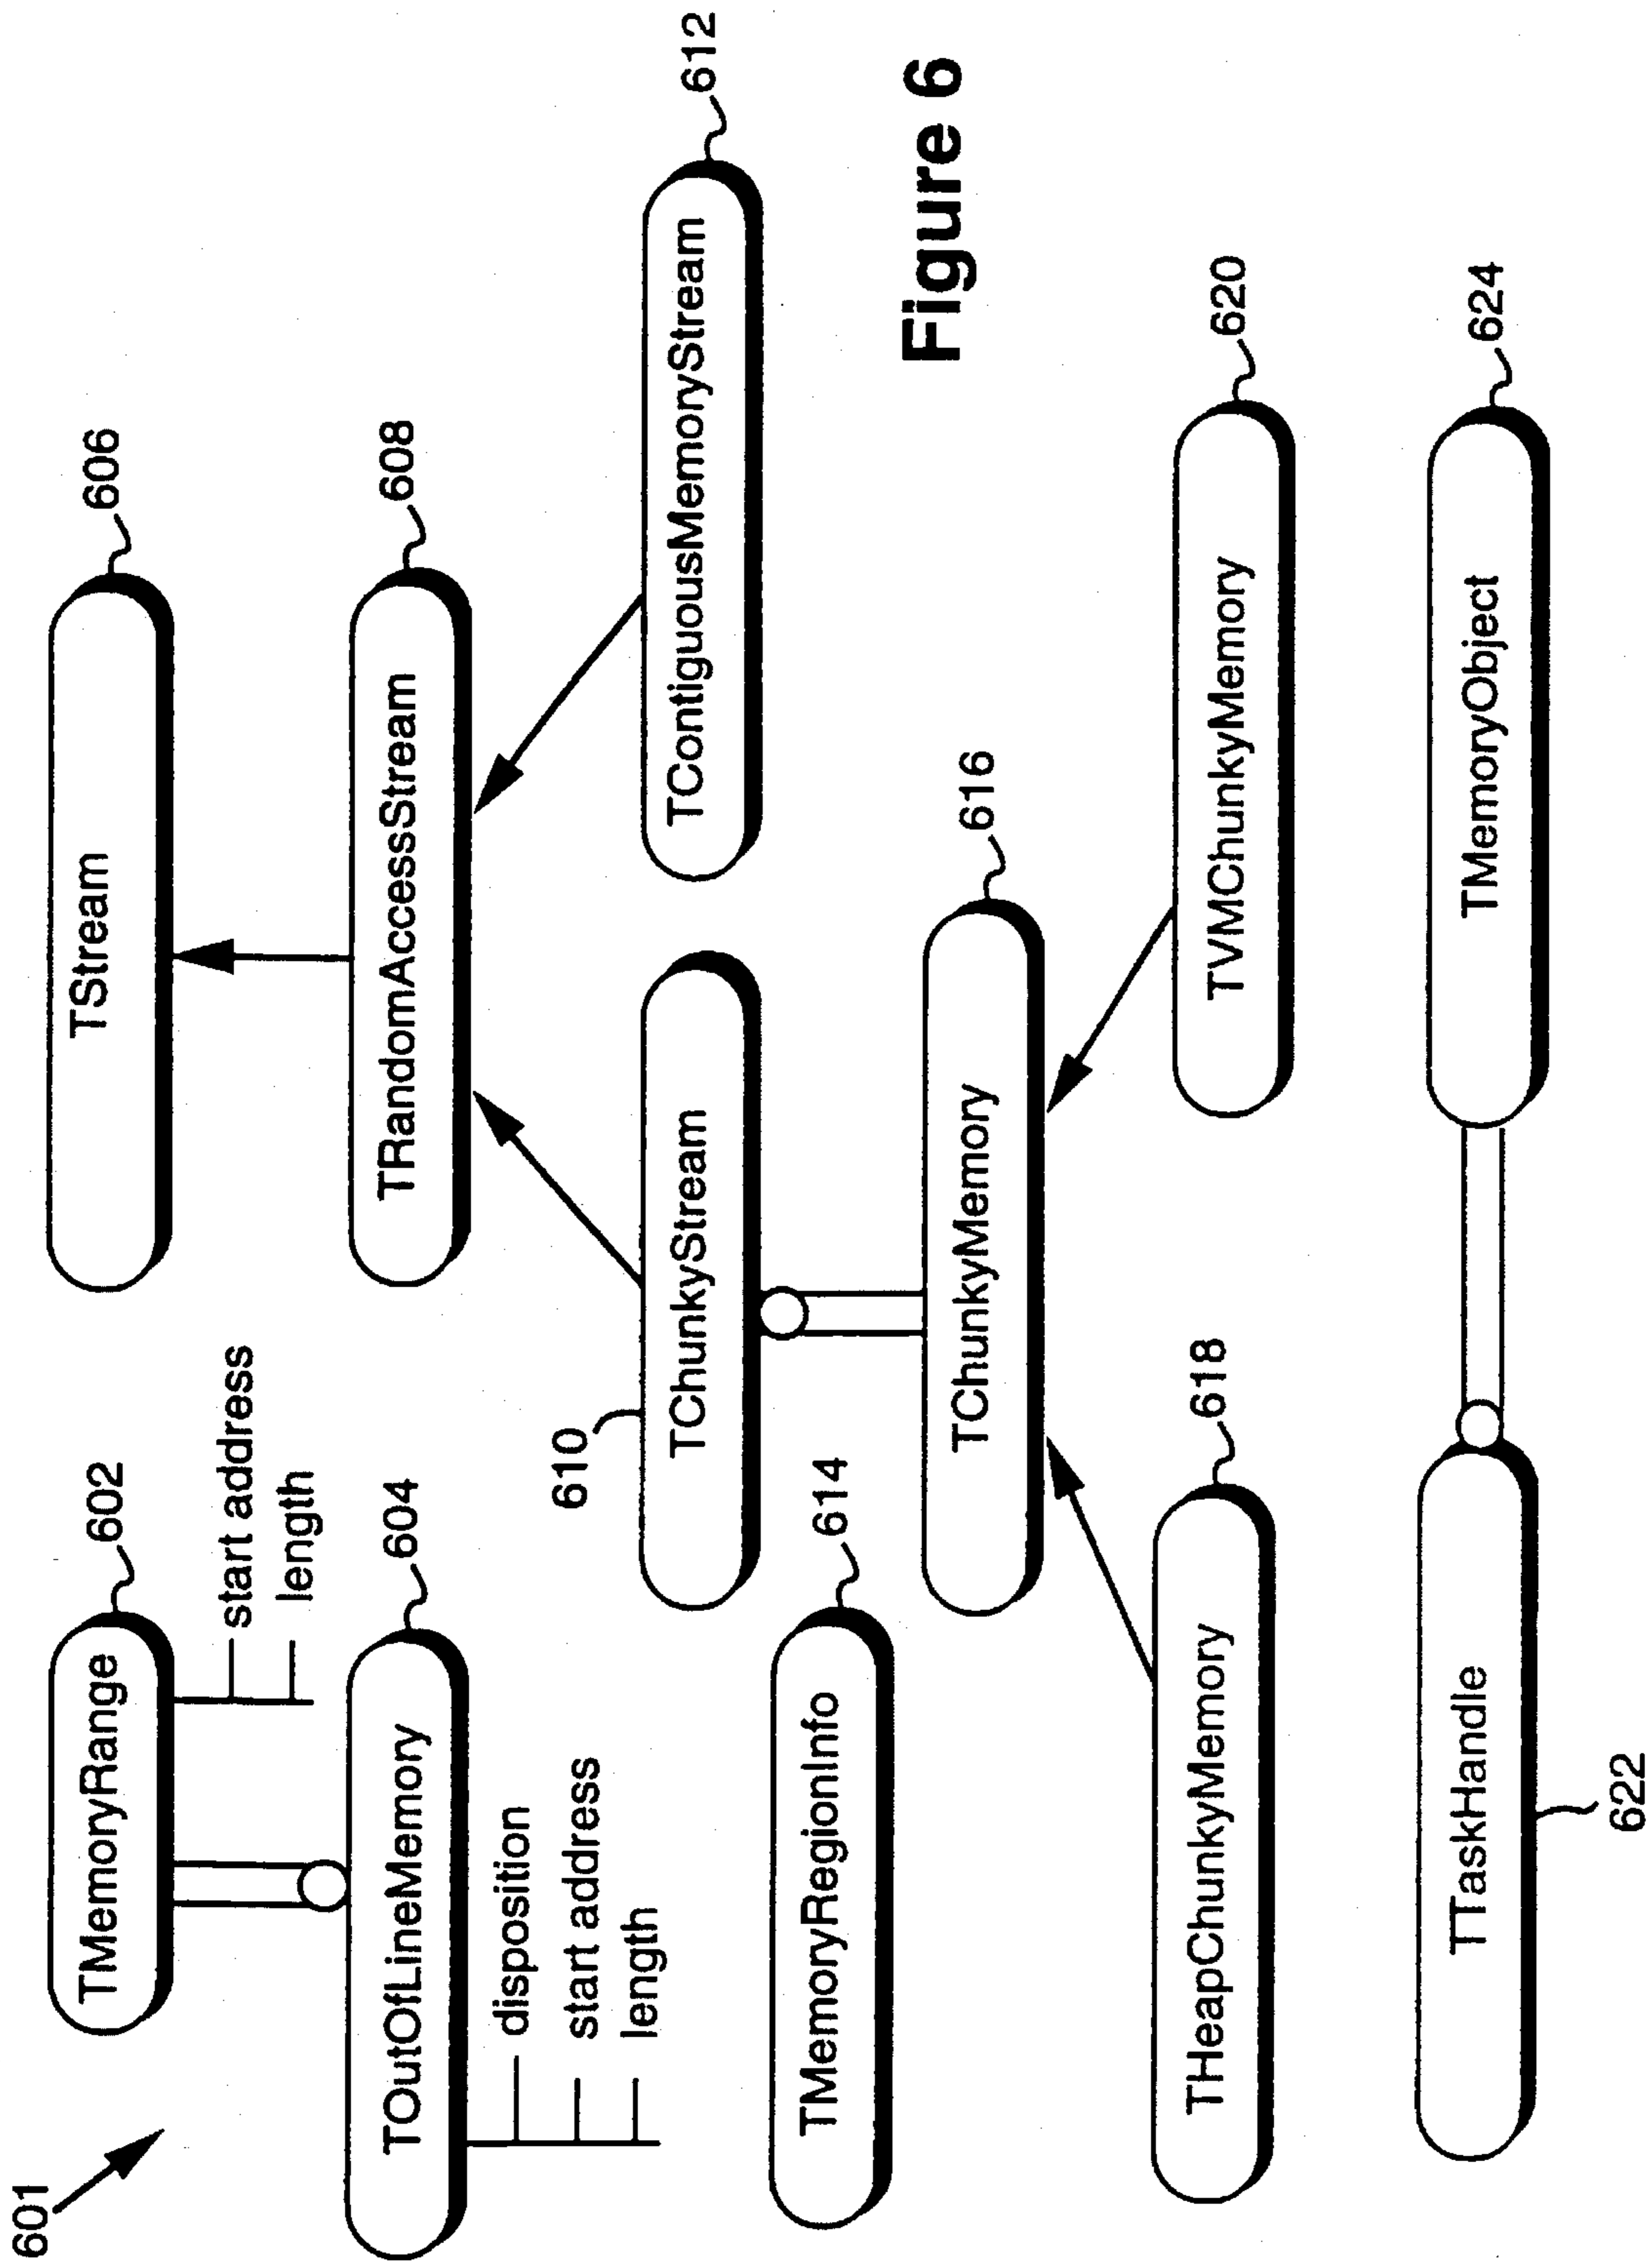 601
TMemoryRange
602
start address
length
TStream
606
TOutOfLineMemory
604
disposition
start address
length
TRandomAccessStream
608
610
TChunkyStream
TContiguousMemoryStream
612
TMemoryRegionInfo
614
TChunkyMemory
616
Figure 6
THeapChunkyMemory
618
TVMChunkyMemory
620
TTaskHandle
622
TMemoryObject
624